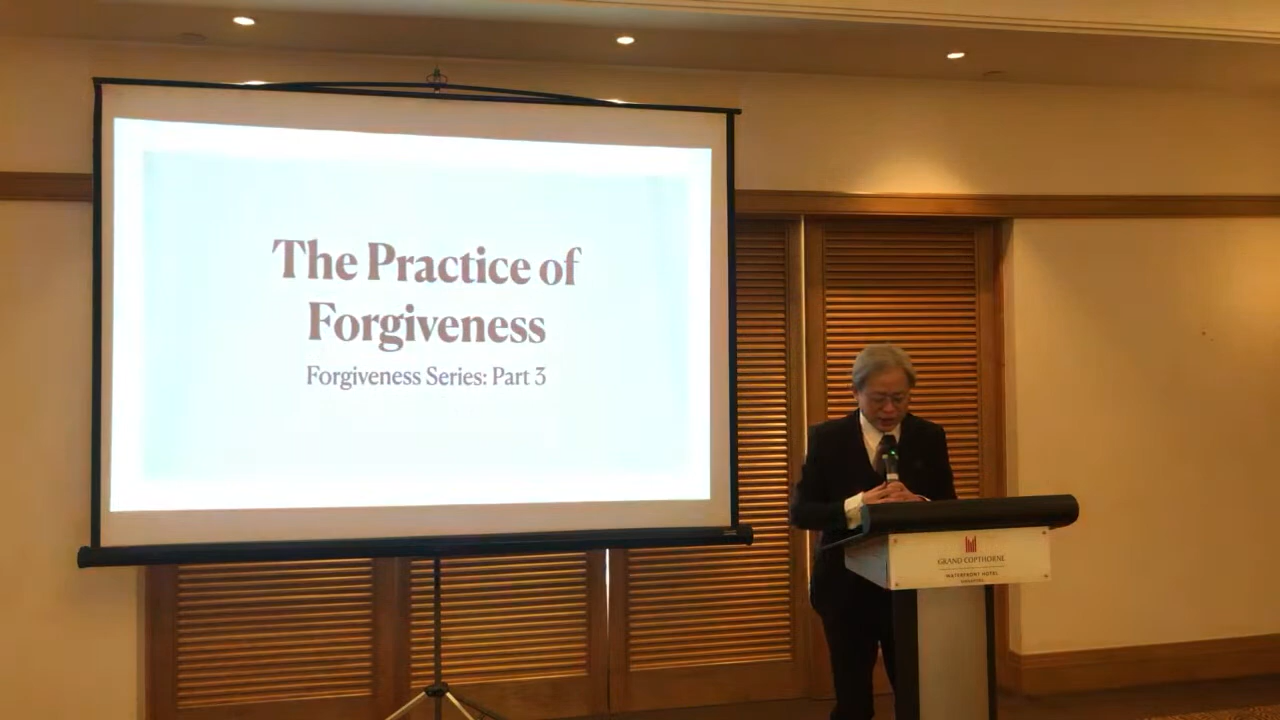 The Practice of
Forgiveness
Forgiveness Series: Part 3
GRAND COPTHORNE
WATERFRONT HOTEL